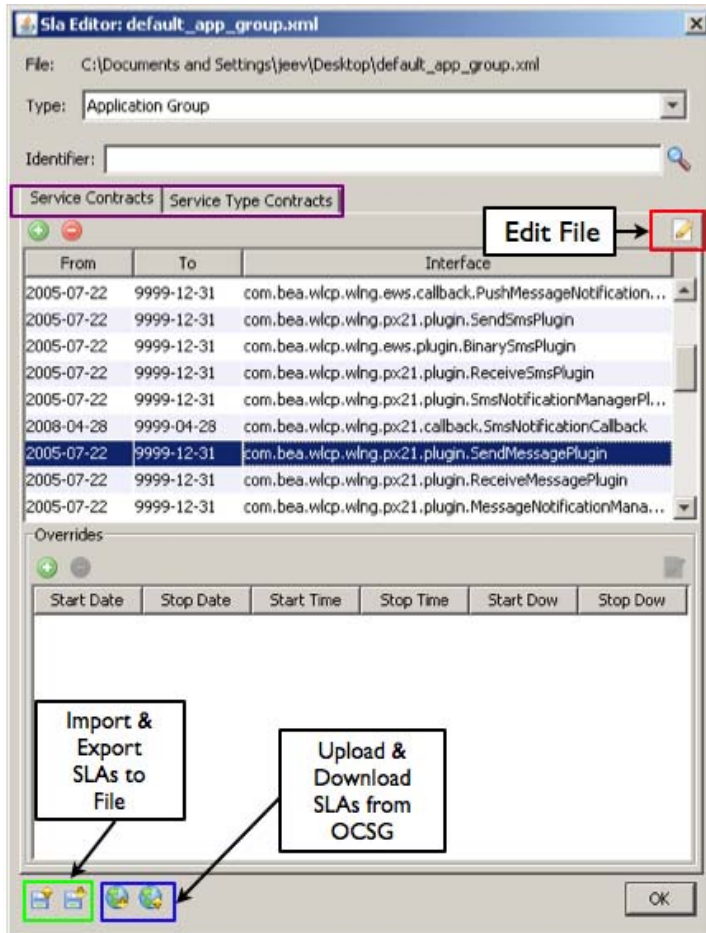 Sla Editor: default_app_group.xml
File: C:\Documents and Settings\jeev\Desktop\default_app_group.xml
Type: Application Group
Identifier:
Service Contracts Service Type Contracts
Edit File
From To Interface
2005-07-22 9999-12-31 com.bea.wlcp.wlng.ews.callback.PushMessageNotification...
2005-07-22 9999-12-31 com.bea.wlcp.wlng.px21.plugin.SendSmsPlugin
2005-07-22 9999-12-31 com.bea.wlcp.wlng.ews.plugin.BinarySmsPlugin
2005-07-22 9999-12-31 com.bea.wlcp.wlng.px21.plugin.ReceiveSmsPlugin
2005-07-22 9999-12-31 com.bea.wlcp.wlng.px21.plugin.SmsNotificationManagerPl...
2008-04-28 9999-04-28 com.bea.wlcp.wlng.px21.callback.SmsNotificationCallback
2005-07-22 9999-12-31 com.bea.wlcp.wlng.px21.plugin.SendMessagePlugin
2005-07-22 9999-12-31 com.bea.wlcp.wlng.px21.plugin.ReceiveMessagePlugin
2005-07-22 9999-12-31 com.bea.wlcp.wlng.px21.plugin.MessageNotificationMana...
Overrides
Start Date Stop Date Start Time Stop Time Start Dow Stop Dow
Import &
Export
SLAs to
File
Upload &
Download
SLAs from
OCSG
OK